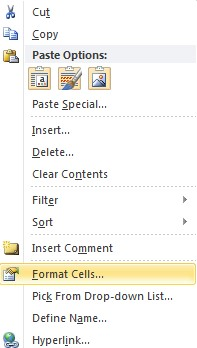 Cut
Copy
Paste Options:
Paste Special...
Insert...
Delete...
Clear Contents
Filter
Sort
Insert Comment
Format Cells...
Pick From Drop-down List...
Define Name...
Hyperlink...